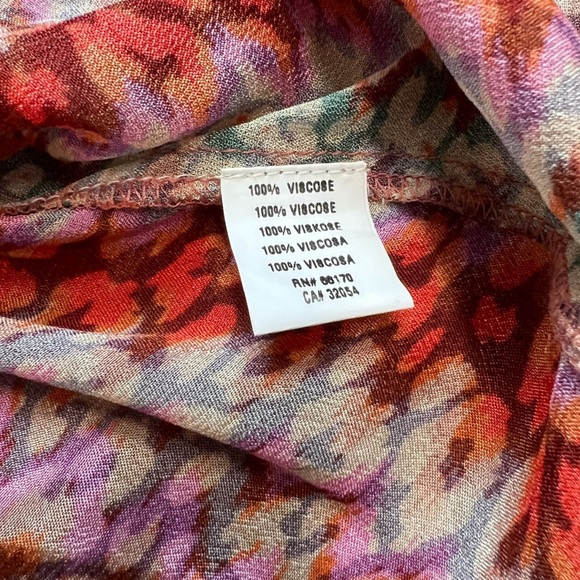 100% VISCOSE
100% VISCOSE
100% VISKOSE
100% VISCOSA
100% VISCOSA
RN# 66170
CA# 32054